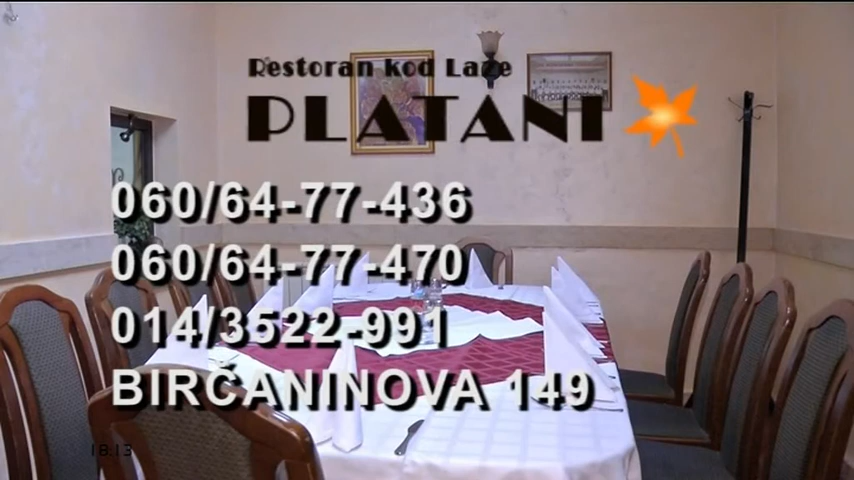 Restoran kod Laze
PLATANI
060/64-77-436
060/64-77-470
014/3522-991
BIRČANINOVA 149
18:13